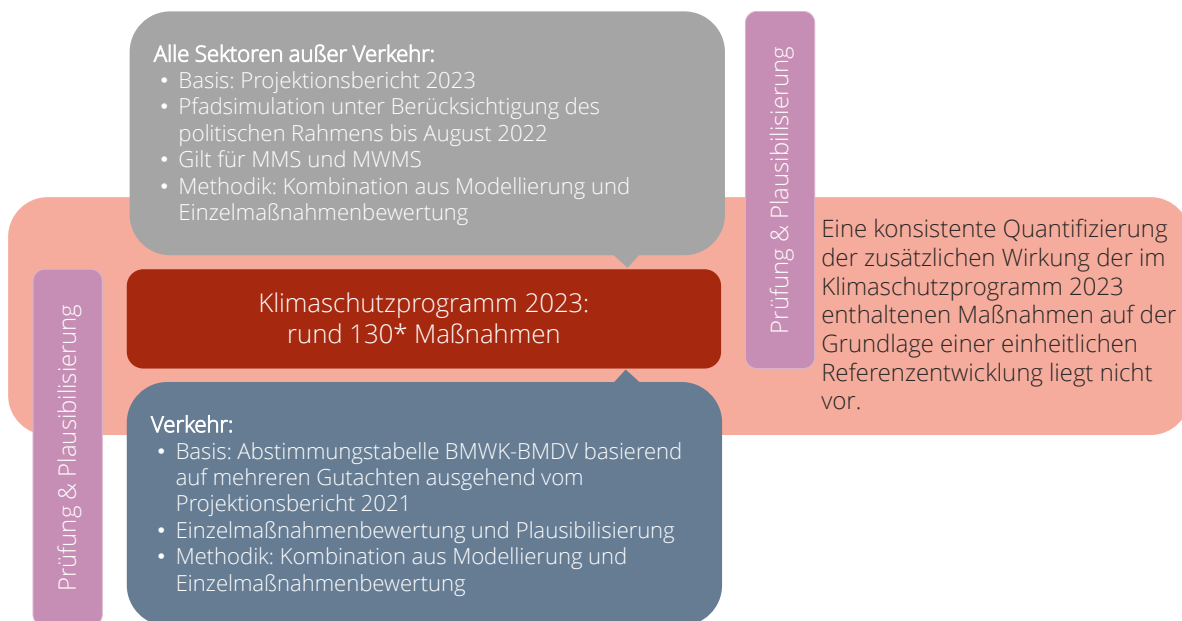 Alle Sektoren außer Verkehr:
• Basis: Projektionsbericht 2023
• Pfadsimulation unter Berücksichtigung des
politischen Rahmens bis August 2022
• Gilt für MMS und MWMS
• Methodik: Kombination aus Modellierung und
Einzelmaßnahmenbewertung
Prüfung & Plausibilisierung
Klimaschutzprogramm 2023:
rund 130* Maßnahmen
Eine konsistente Quantifizierung
der zusätzlichen Wirkung der im
Klimaschutzprogramm 2023
enthaltenen Maßnahmen auf der
Grundlage einer einheitlichen
Referenzentwicklung liegt nicht
vor.
Prüfung & Plausibilisierung
Verkehr:
• Basis: Abstimmungstabelle BMWK-BMDV basierend
auf mehreren Gutachten ausgehend vom
Projektionsbericht 2021
• Einzelmaßnahmenbewertung und Plausibilisierung
• Methodik: Kombination aus Modellierung und
Einzelmaßnahmenbewertung